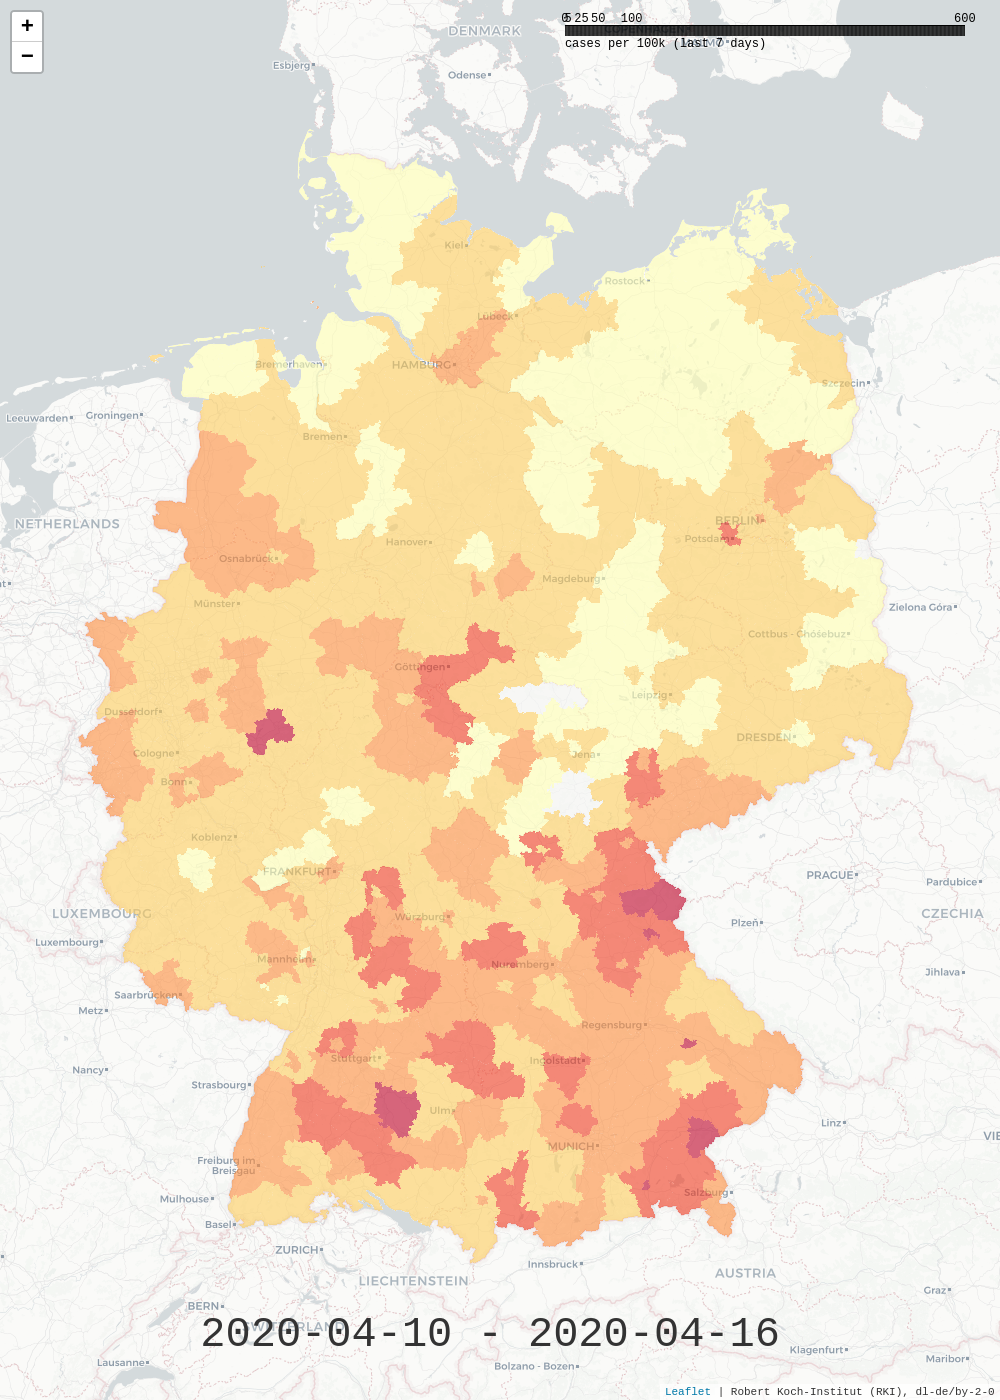 +
−
0 5 25 50 100 600
cases per 100k (last 7 days)
DENMARK
Esbjerg
Odense
Kiel
Rostock
Lübeck
Bremerhaven
HAMBURG
Szczecin
Leeuwarden
Groningen
Bremen
NETHERLANDS
BERLIN
Potsdam
Hanover
Osnabrück
Magdeburg
Münster
Zielona Góra
Cottbus - Chóśebuz
Göttingen
Leipzig
Dusseldorf
DRESDEN
Cologne
Jena
Bonn
Koblenz
FRANKFURT
PRAGUE
Pardubice
LUXEMBOURG
Würzburg
Plzeň
CZECHIA
Luxembourg
Mannheim
Nuremberg
Jihlava
Saarbrücken
Metz
Regensburg
Stuttgart
Ingolstadt
Nancy
Strasbourg
Ulm
Linz
VIE
MUNICH
Freiburg im
Breisgau
Mulhouse
Salzburg
Basel
ZURICH
Innsbruck
LIECHTENSTEIN
AUSTRIA
Graz
BERN
SWITZERLAND
2020-04-10 - 2020-04-16
Klagenfurt
Lausanne
Bolzano - Bozen
Maribor
Leaflet | Robert Koch-Institut (RKI), dl-de/by-2-0